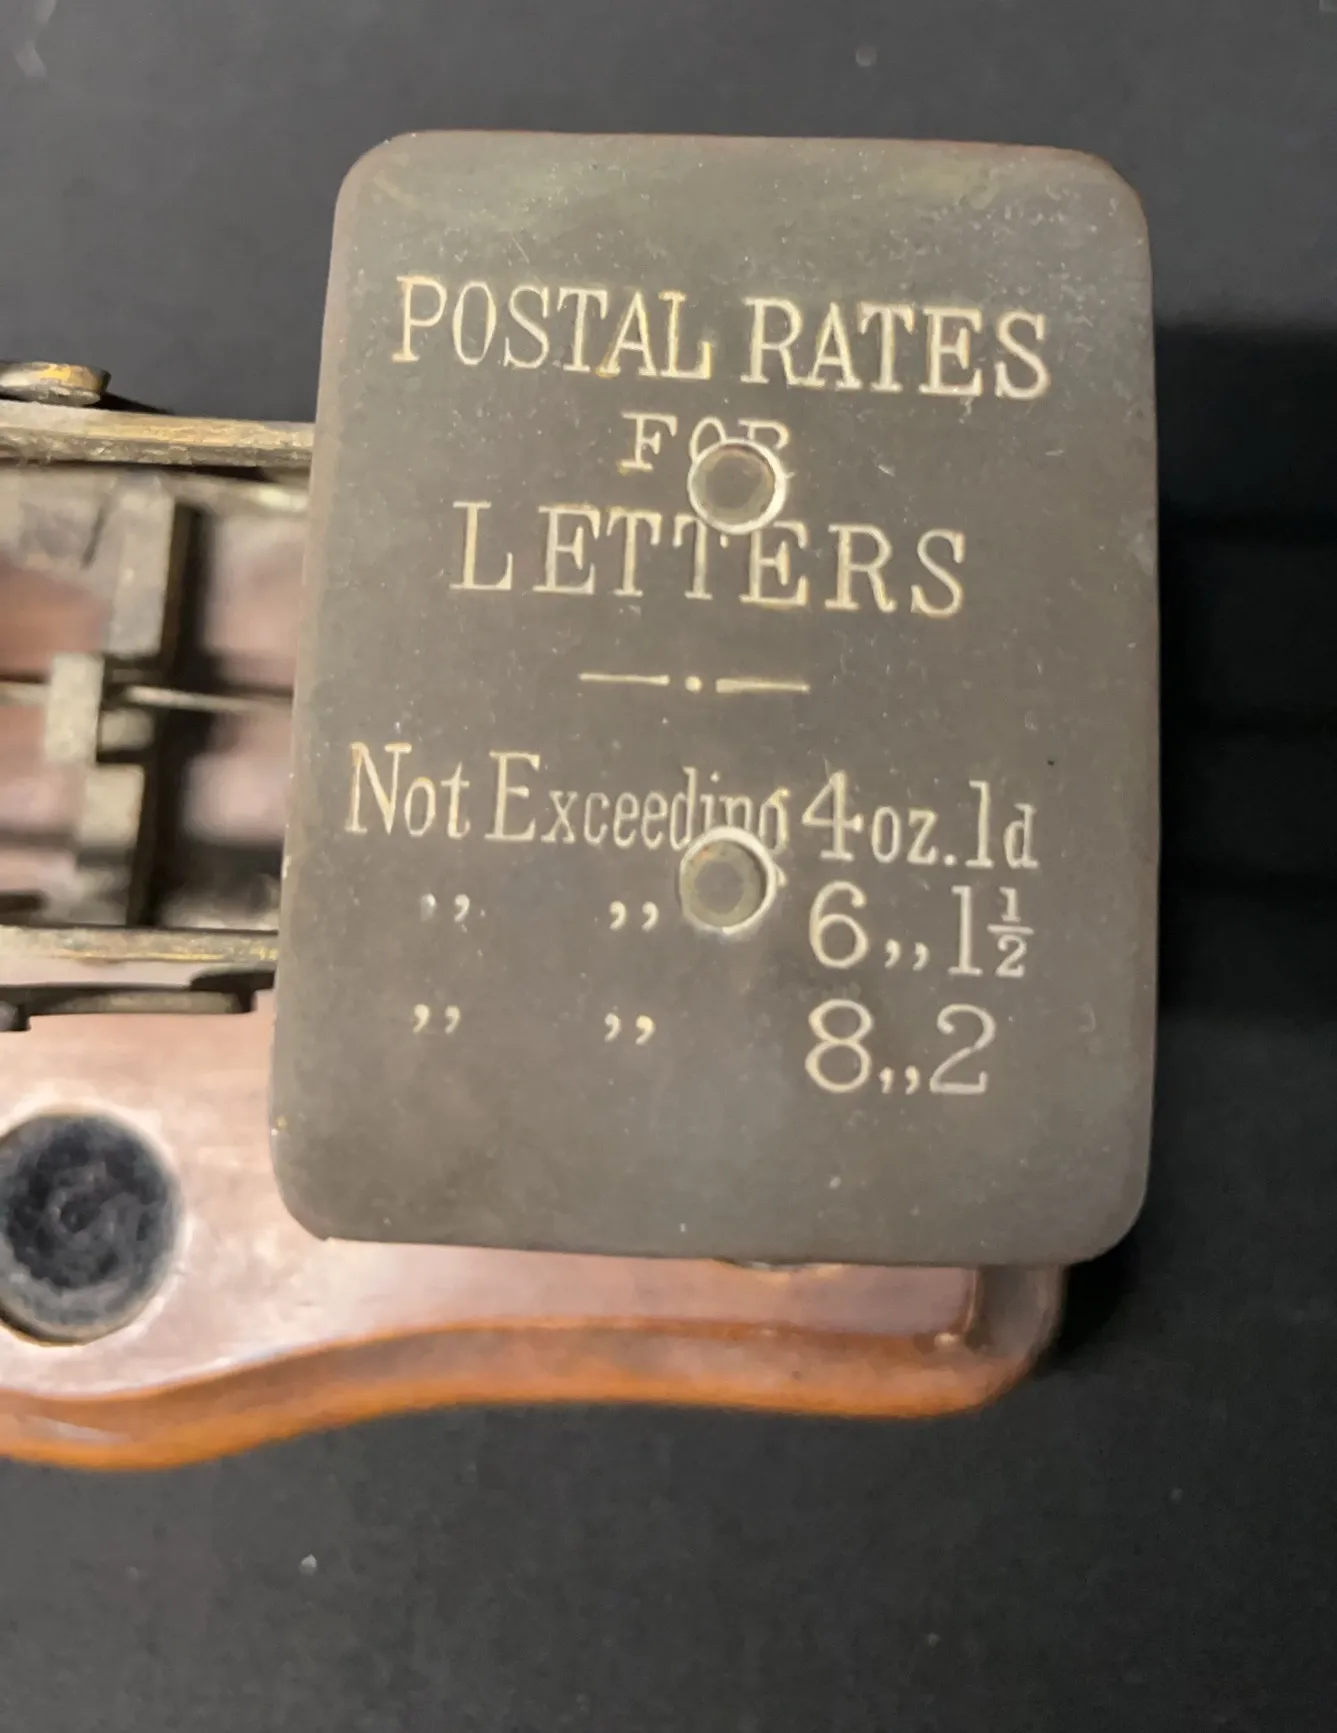 POSTAL RATES
FOR
LETTERS
Not Exceeding 4oz. 1d
,, ,, 6,, 1½
,, ,, 8,, 2